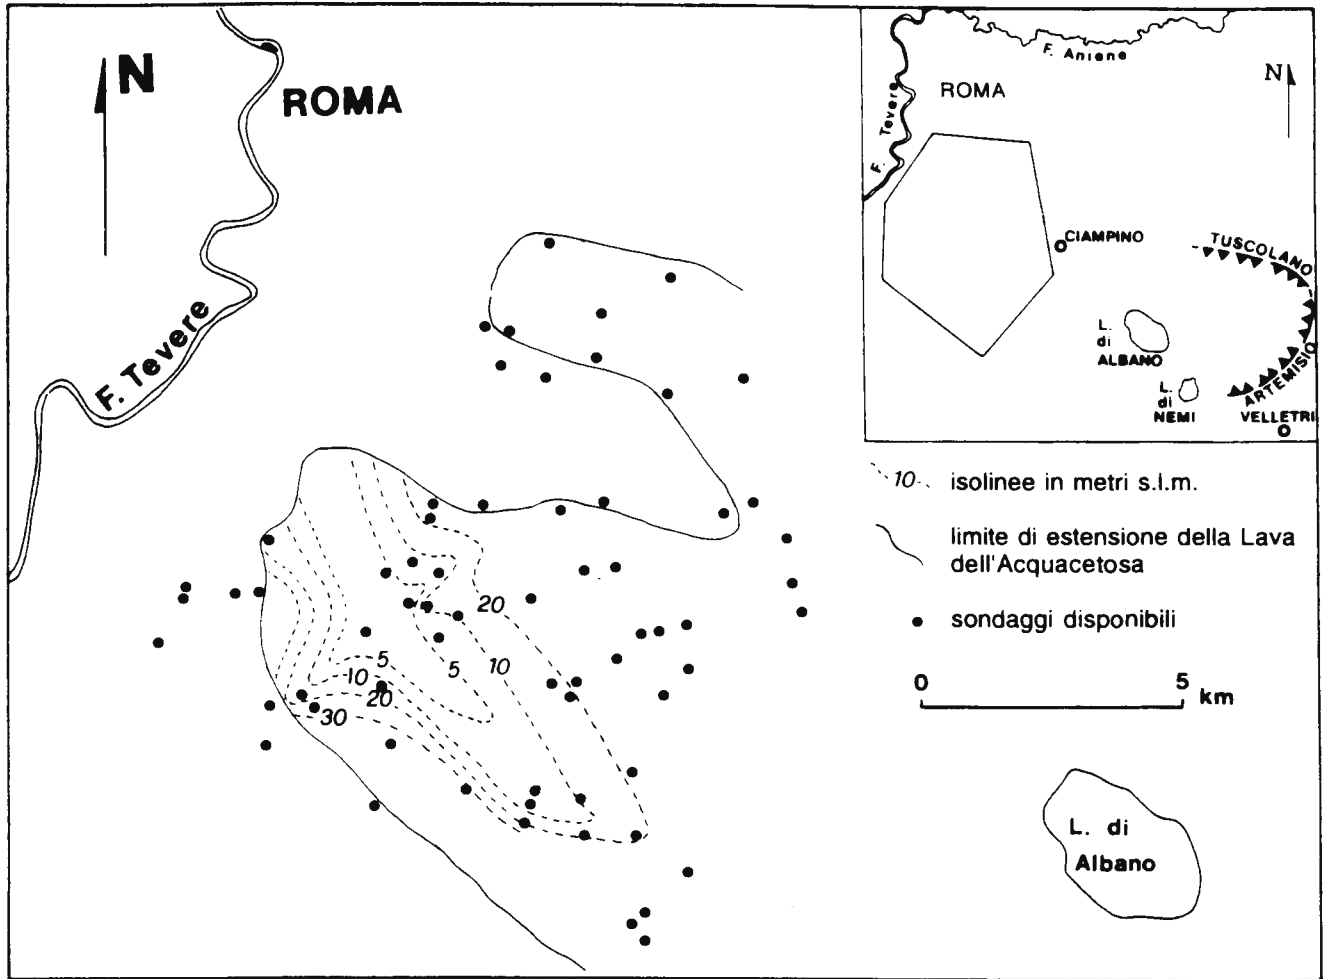 N
ROMA
F. Tevere
F. Aniene
N
ROMA
F. Tevere
CIAMPINO
TUSCOLANO
L.
di
ALBANO
ARTEMISIO
L.
di
NEMI
VELLETRI
10 isolinee in metri s.l.m.
limite di estensione della Lava
dell'Acquacetosa
sondaggi disponibili
0 5
km
20
5
10
5
10
20
30
L. di
Albano